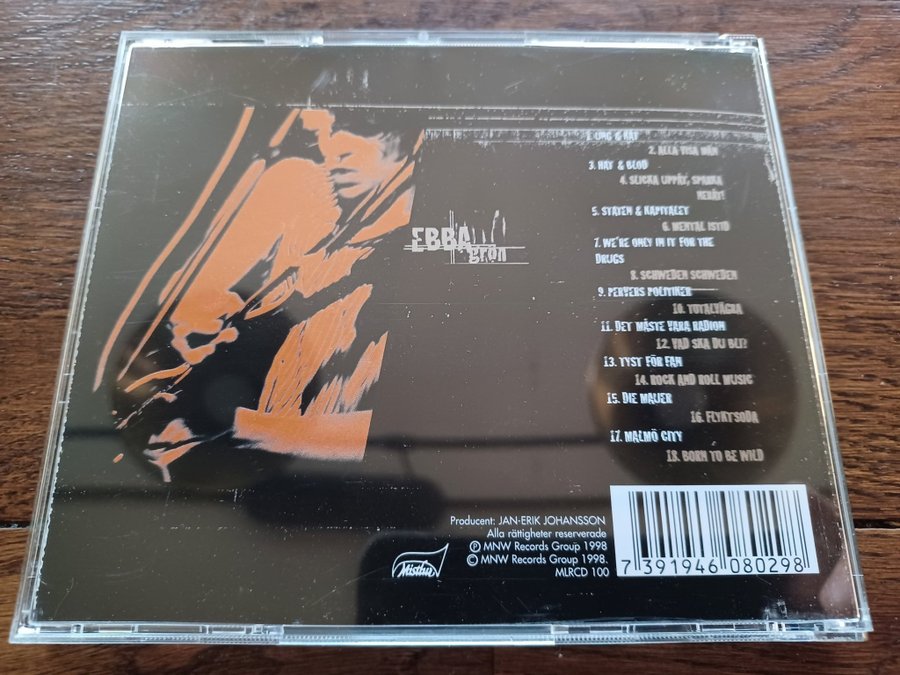 1. UNG & KÅT
2. ALLA VISA MÄN
3. HAT & BLOD
4. SLICKA UPPÅT, SPARKA
NERÅT!
5. STATEN & KAPITALET
6. MENTAL ISTID
7. WE'RE ONLY IN IT FOR THE
DRUGS
8. SCHWEDEN SCHWEDEN
9. PERVERS POLITIKER
10. TOTALVÄGRA
11. DET MÅSTE VARA RADION
12. VAD SKA DU BLI?
13. TYST FÖR FAN
14. ROCK AND ROLL MUSIC
15. DIE MAUER
16. FLYKTSODA
17. MALMÖ CITY
18. BORN TO BE WILD
EBBA
grön
Producent: JAN-ERIK JOHANSSON
Alla rättigheter reserverade
℗ MNW Records Group 1998
© MNW Records Group 1998.
MLRCD 100
Mistlur
7 391946 080298